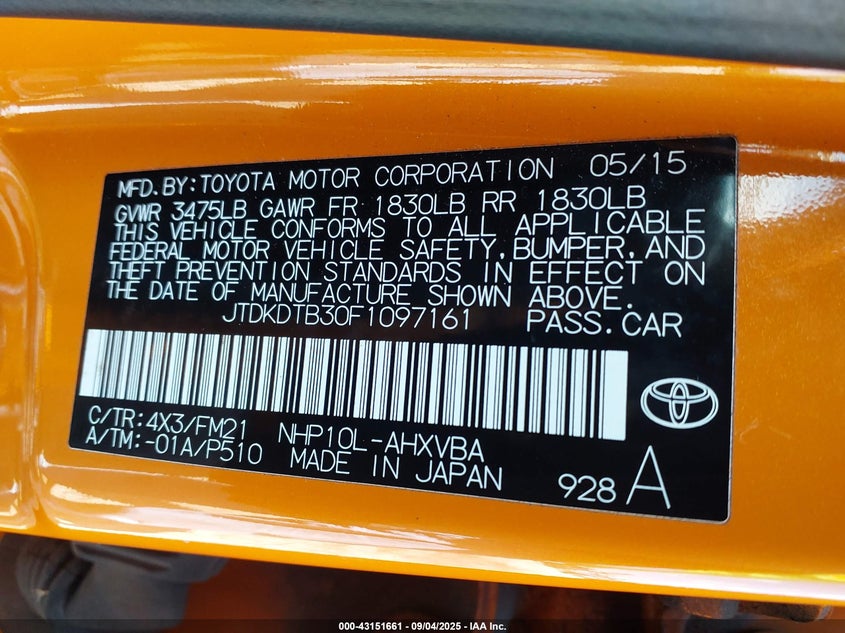 MFD. BY: TOYOTA MOTOR CORPORATION 05/15
GVWR 3475LB GAWR FR 1830LB RR 1830LB
THIS VEHICLE CONFORMS TO ALL APPLICABLE
FEDERAL MOTOR VEHICLE SAFETY, BUMPER, AND
THEFT PREVENTION STANDARDS IN EFFECT ON
THE DATE OF MANUFACTURE SHOWN ABOVE.
JTDKDTB30F1097161 PASS. CAR
C/TR: 4X3/FM21
A/TM: -01A/P510
NHP10L-AHXVBA
MADE IN JAPAN
928 A
000-43151661 - 09/04/2025 - IAA Inc.